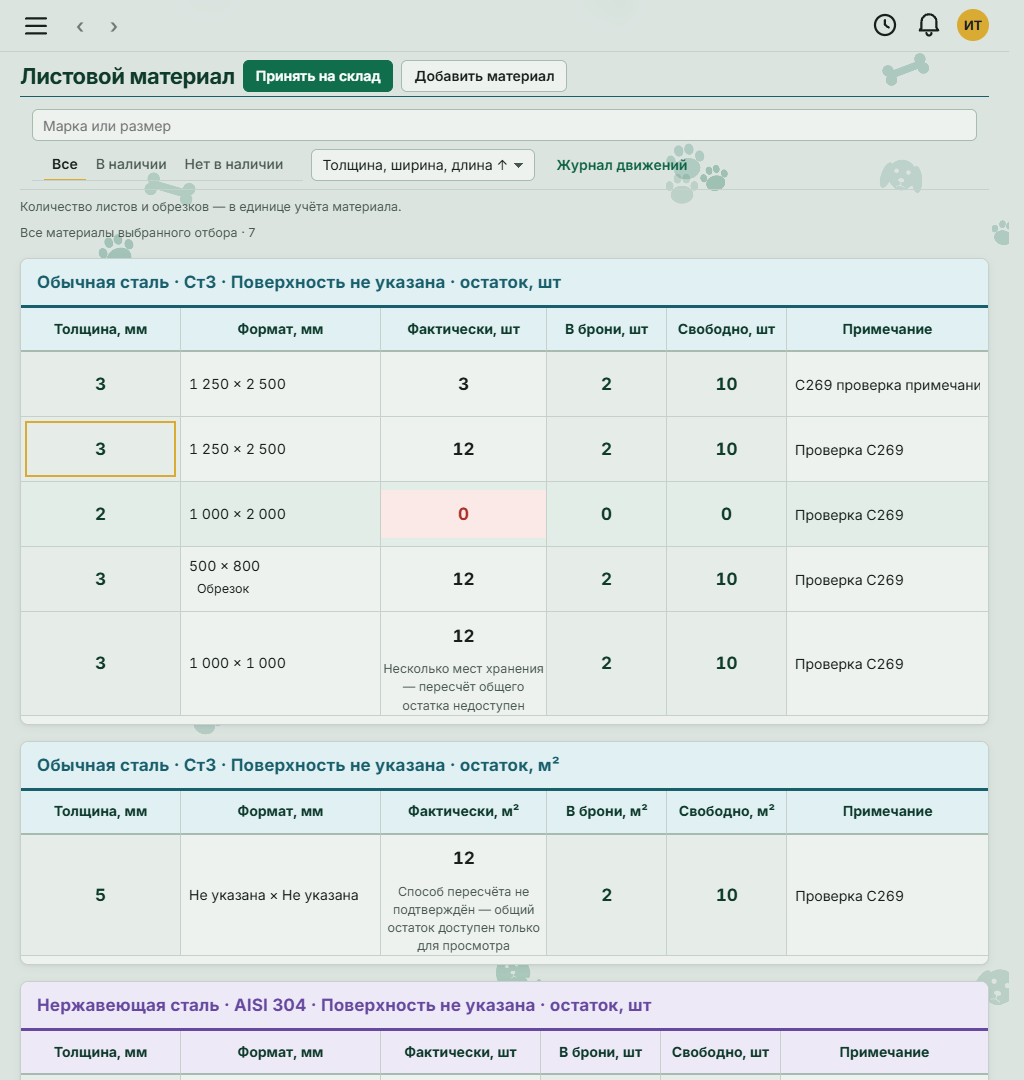 ИТ
Листовой материал Принять на склад Добавить материал
Марка или размер
Все В наличии Нет в наличии Толщина, ширина, длина ↑ Журнал движений
Количество листов и обрезков — в единице учёта материала.
Все материалы выбранного отбора · 7
Обычная сталь · Ст3 · Поверхность не указана · остаток, шт
Толщина, мм Формат, мм Фактически, шт В брони, шт Свободно, шт Примечание
3 1 250 × 2 500 3 2 10 С269 проверка примечани
3 1 250 × 2 500 12 2 10 Проверка С269
2 1 000 × 2 000 0 0 0 Проверка С269
3 500 × 800 12 2 10 Проверка С269
Обрезок
3 1 000 × 1 000 12 2 10 Проверка С269
Несколько мест хранения
— пересчёт общего
остатка недоступен
Обычная сталь · Ст3 · Поверхность не указана · остаток, м²
Толщина, мм Формат, мм Фактически, м² В брони, м² Свободно, м² Примечание
5 Не указана × Не указана 12 2 10 Проверка С269
Способ пересчёта не
подтверждён — общий
остаток доступен только
для просмотра
Нержавеющая сталь · AISI 304 · Поверхность не указана · остаток, шт
Толщина, мм Формат, мм Фактически, шт В брони, шт Свободно, шт Примечание